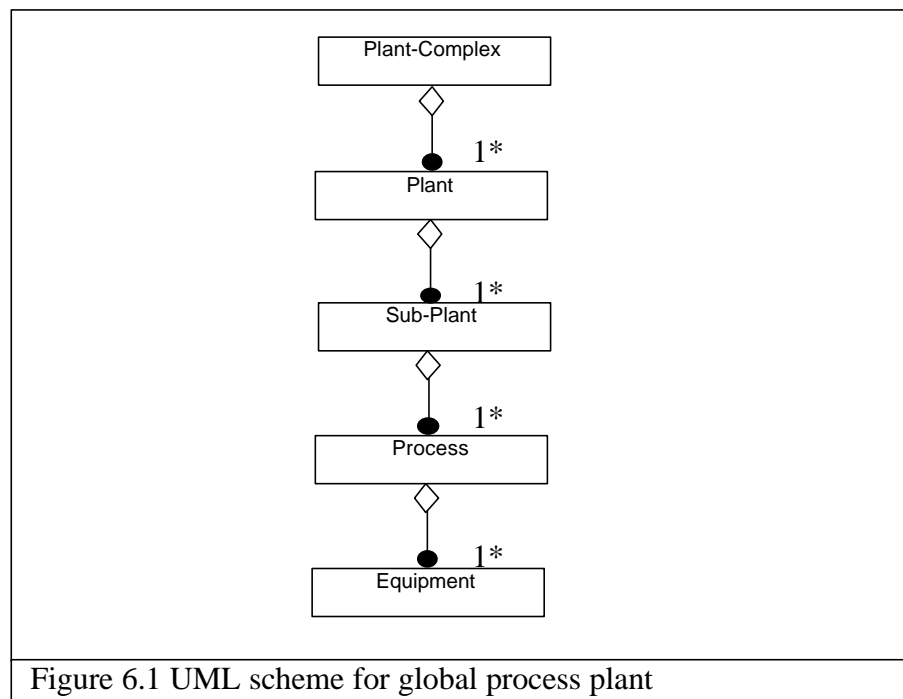 Plant-Complex
1*
Plant
1*
Sub-Plant
1*
Process
1*
Equipment
Figure 6.1 UML scheme for global process plant